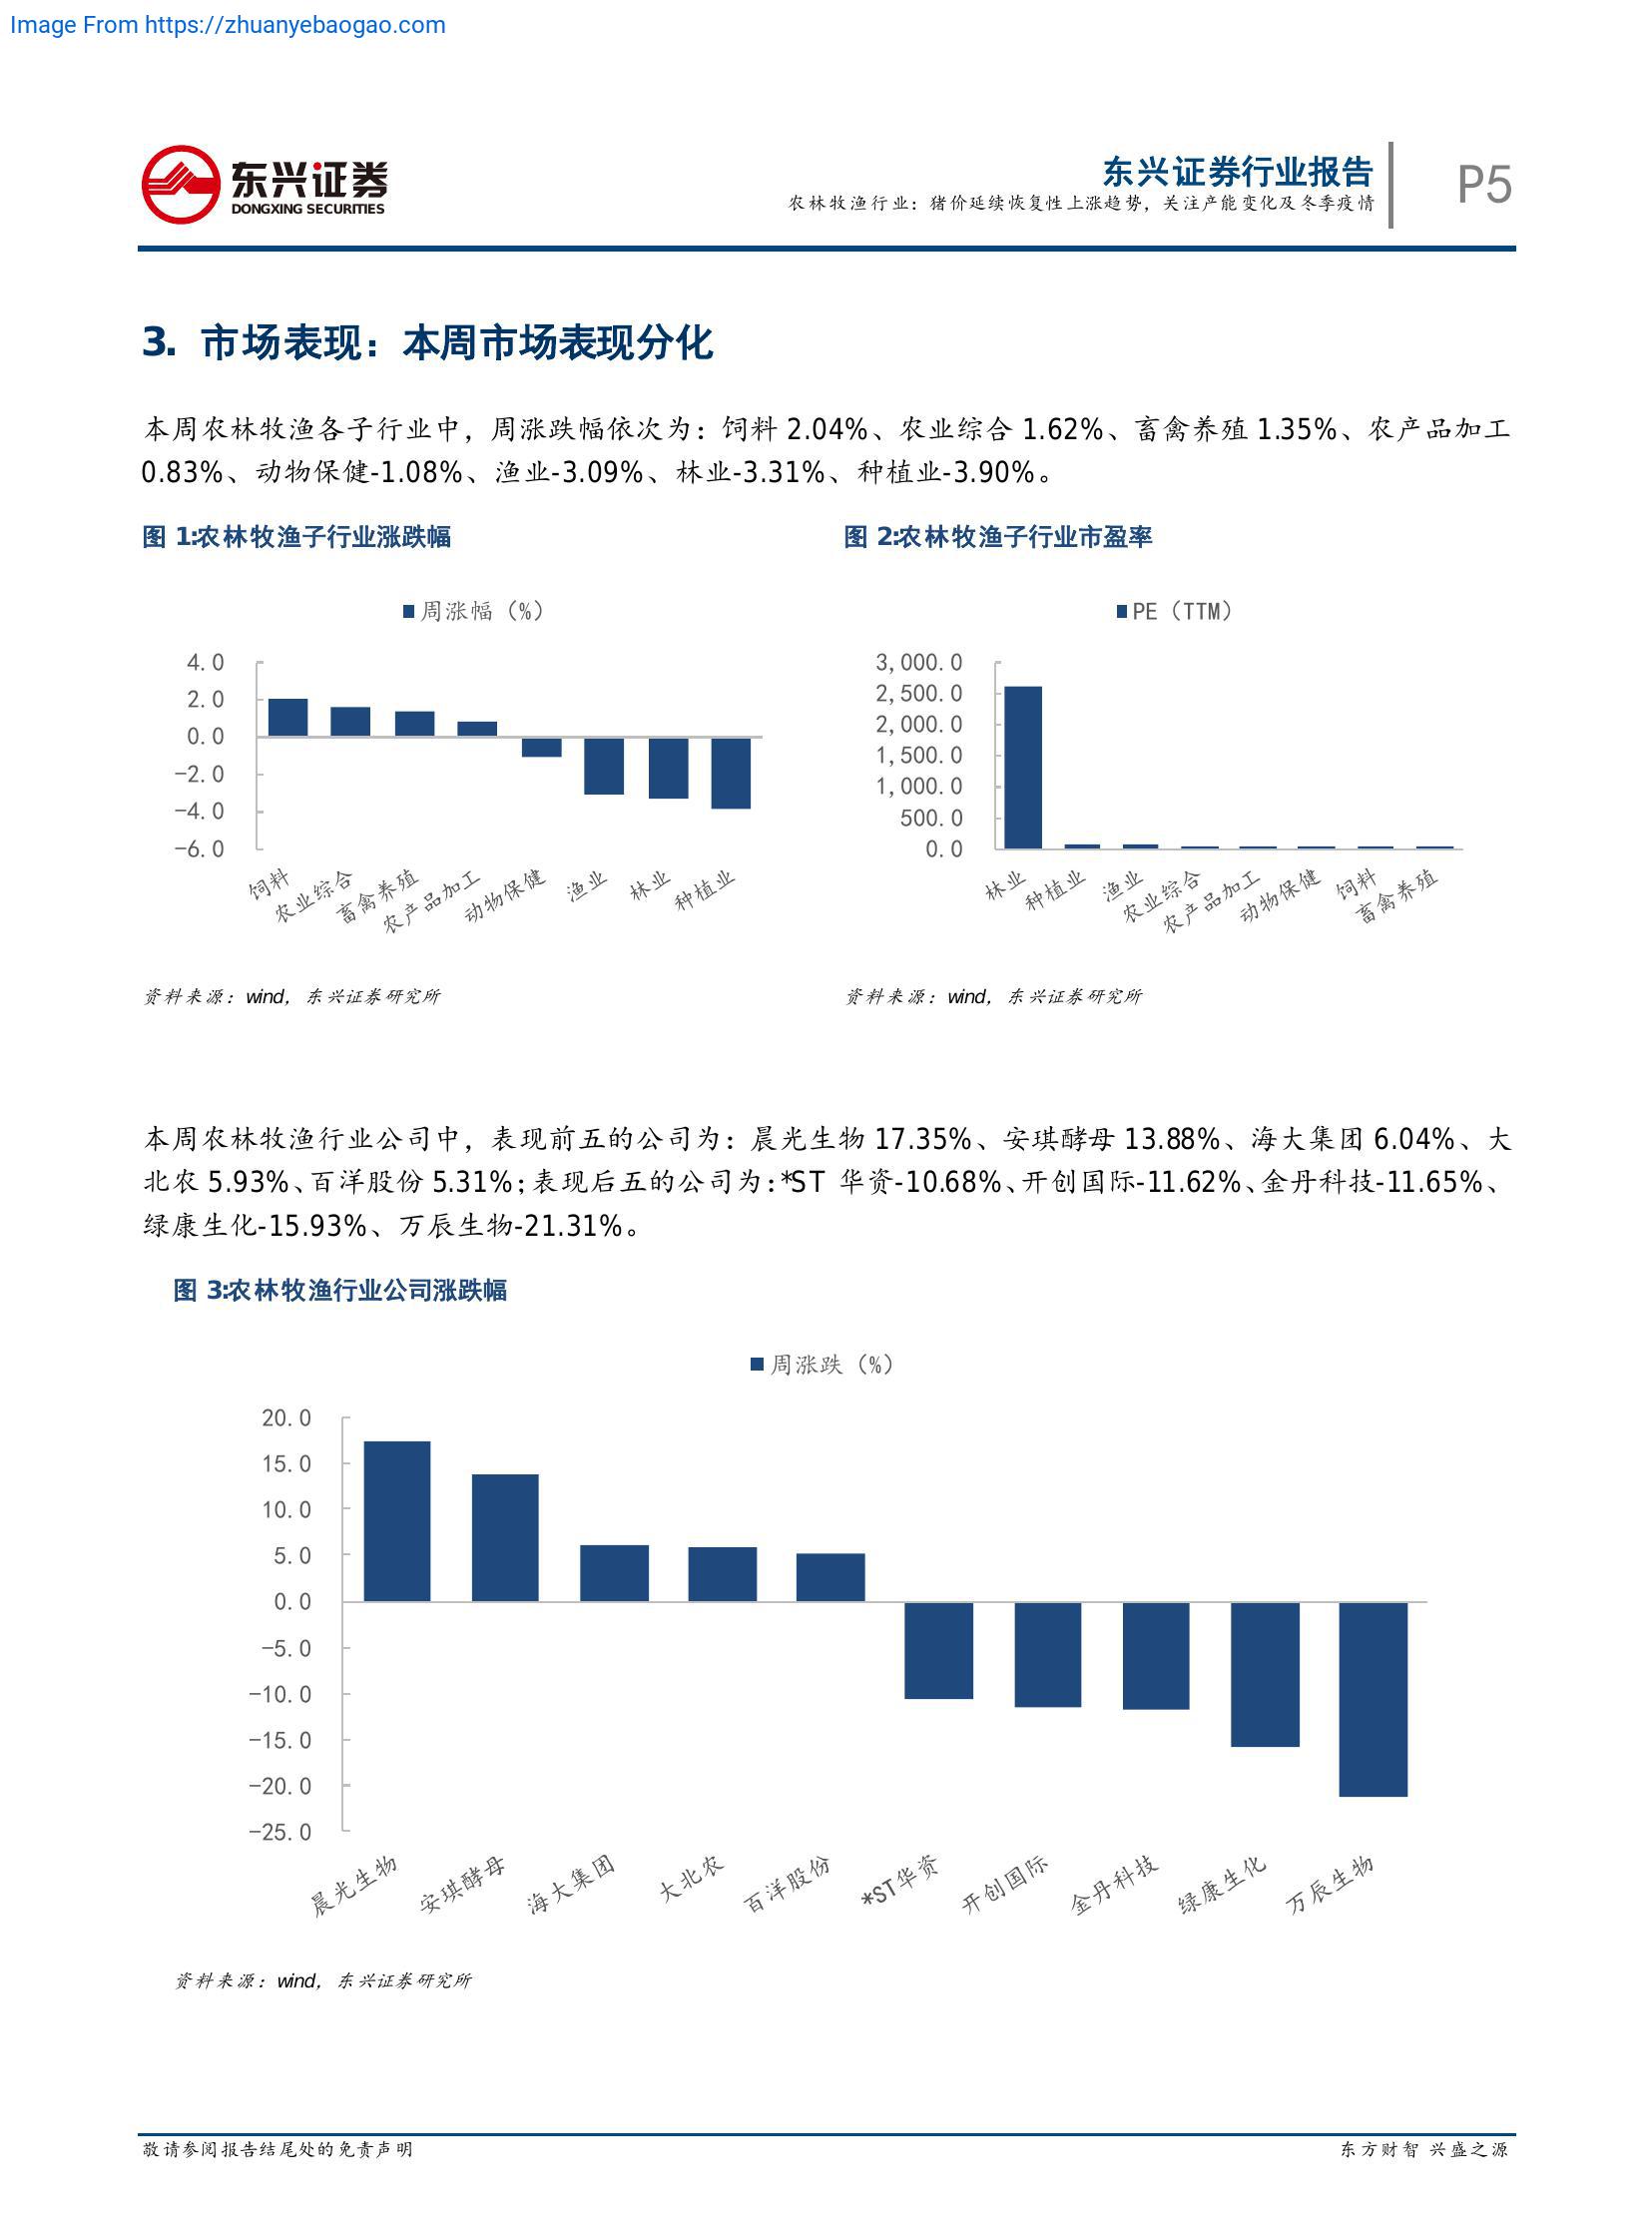 Image From https://zhuanyebaogao.com
东兴证券
DONGXING SECURITIES
东兴证券行业报告
农林牧渔行业：猪价延续恢复性上涨趋势，关注产能变化及冬季疫情
P5
3. 市场表现：本周市场表现分化
本周农林牧渔各子行业中，周涨跌幅依次为：饲料 2.04%、农业综合 1.62%、畜禽养殖 1.35%、农产品加工
0.83%、动物保健-1.08%、渔业-3.09%、林业-3.31%、种植业-3.90%。
图 1:农林牧渔子行业涨跌幅
周涨幅（%）
4.0
2.0
0.0
-2.0
-4.0
-6.0
饲料
农业综合
畜禽养殖
农产品加工
动物保健
渔业
林业
种植业
资料来源：wind，东兴证券研究所
图 2:农林牧渔子行业市盈率
PE（TTM）
3,000.0
2,500.0
2,000.0
1,500.0
1,000.0
500.0
0.0
林业
种植业
渔业
农业综合
农产品加工
动物保健
饲料
畜禽养殖
资料来源：wind，东兴证券研究所
本周农林牧渔行业公司中，表现前五的公司为：晨光生物 17.35%、安琪酵母 13.88%、海大集团 6.04%、大
北农 5.93%、百洋股份 5.31%；表现后五的公司为：*ST 华资-10.68%、开创国际-11.62%、金丹科技-11.65%、
绿康生化-15.93%、万辰生物-21.31%。
图 3:农林牧渔行业公司涨跌幅
周涨跌（%）
20.0
15.0
10.0
5.0
0.0
-5.0
-10.0
-15.0
-20.0
-25.0
晨光生物
安琪酵母
海大集团
大北农
百洋股份
*ST华资
开创国际
金丹科技
绿康生化
万辰生物
资料来源：wind，东兴证券研究所
敬请参阅报告结尾处的免责声明
东方财智 兴盛之源